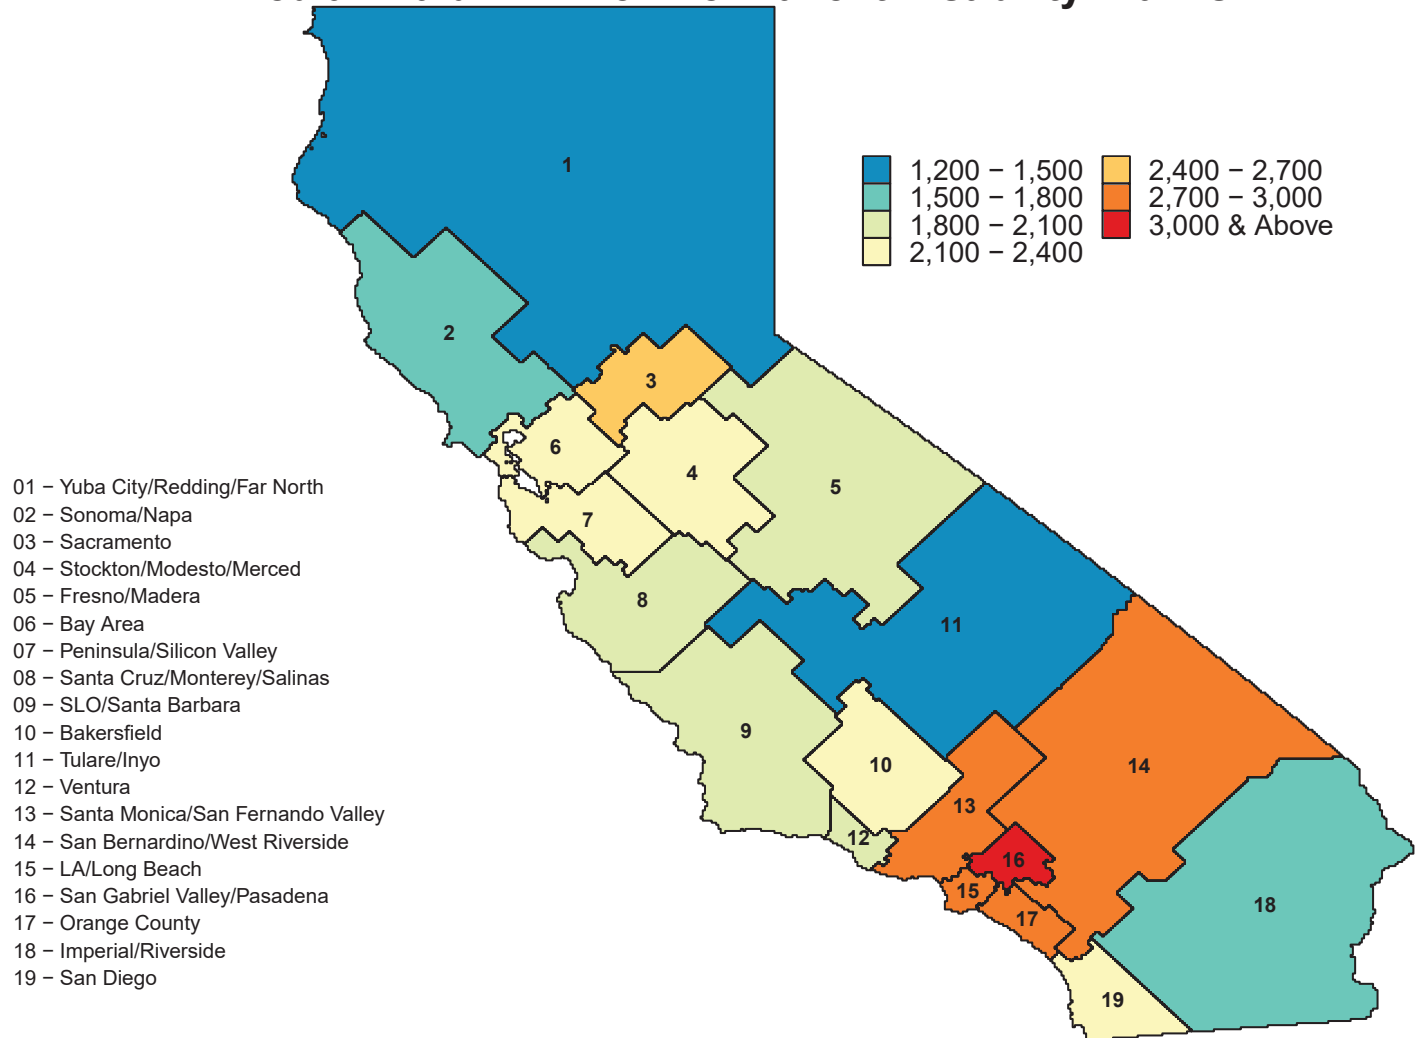 1
1,200 − 1,500
1,500 − 1,800
1,800 − 2,100
2,100 − 2,400
2,400 − 2,700
2,700 − 3,000
3,000 & Above
2
3
6
4
5
7
8
11
9
10
14
13
12
16
15
17
18
19
01 − Yuba City/Redding/Far North
02 − Sonoma/Napa
03 − Sacramento
04 − Stockton/Modesto/Merced
05 − Fresno/Madera
06 − Bay Area
07 − Peninsula/Silicon Valley
08 − Santa Cruz/Monterey/Salinas
09 − SLO/Santa Barbara
10 − Bakersfield
11 − Tulare/Inyo
12 − Ventura
13 − Santa Monica/San Fernando Valley
14 − San Bernardino/West Riverside
15 − LA/Long Beach
16 − San Gabriel Valley/Pasadena
17 − Orange County
18 − Imperial/Riverside
19 − San Diego